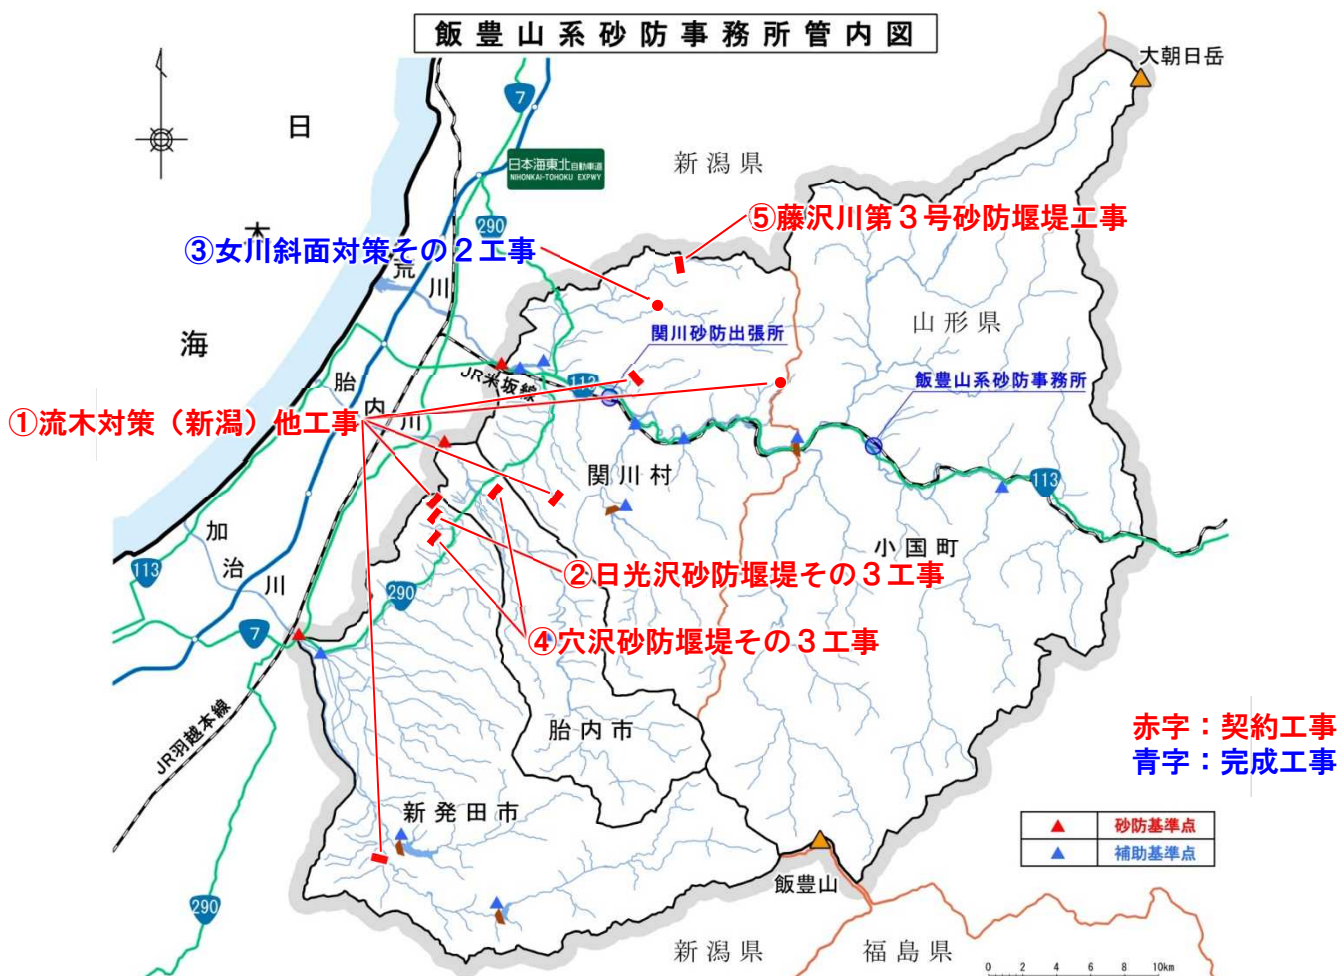 飯豊山系砂防事務所管内図
大朝日岳
日本海
7
日本海東北自動車道
NIHONKAI-TOHOKU EXPWY
新潟県
290
⑤藤沢川第3号砂防堰堤工事
③女川斜面対策その2工事
荒川
山形県
関川砂防出張所
飯豊山系砂防事務所
JR米坂線
113
胎内川
①流木対策（新潟）他工事
関川村
113
小国町
加治川
113
②日光沢砂防堰堤その3工事
290
7
④穴沢砂防堰堤その3工事
JR羽越本線
胎内市
赤字：契約工事
青字：完成工事
新発田市
砂防基準点
補助基準点
飯豊山
290
新潟県
福島県
0 2 4 6 8 10km